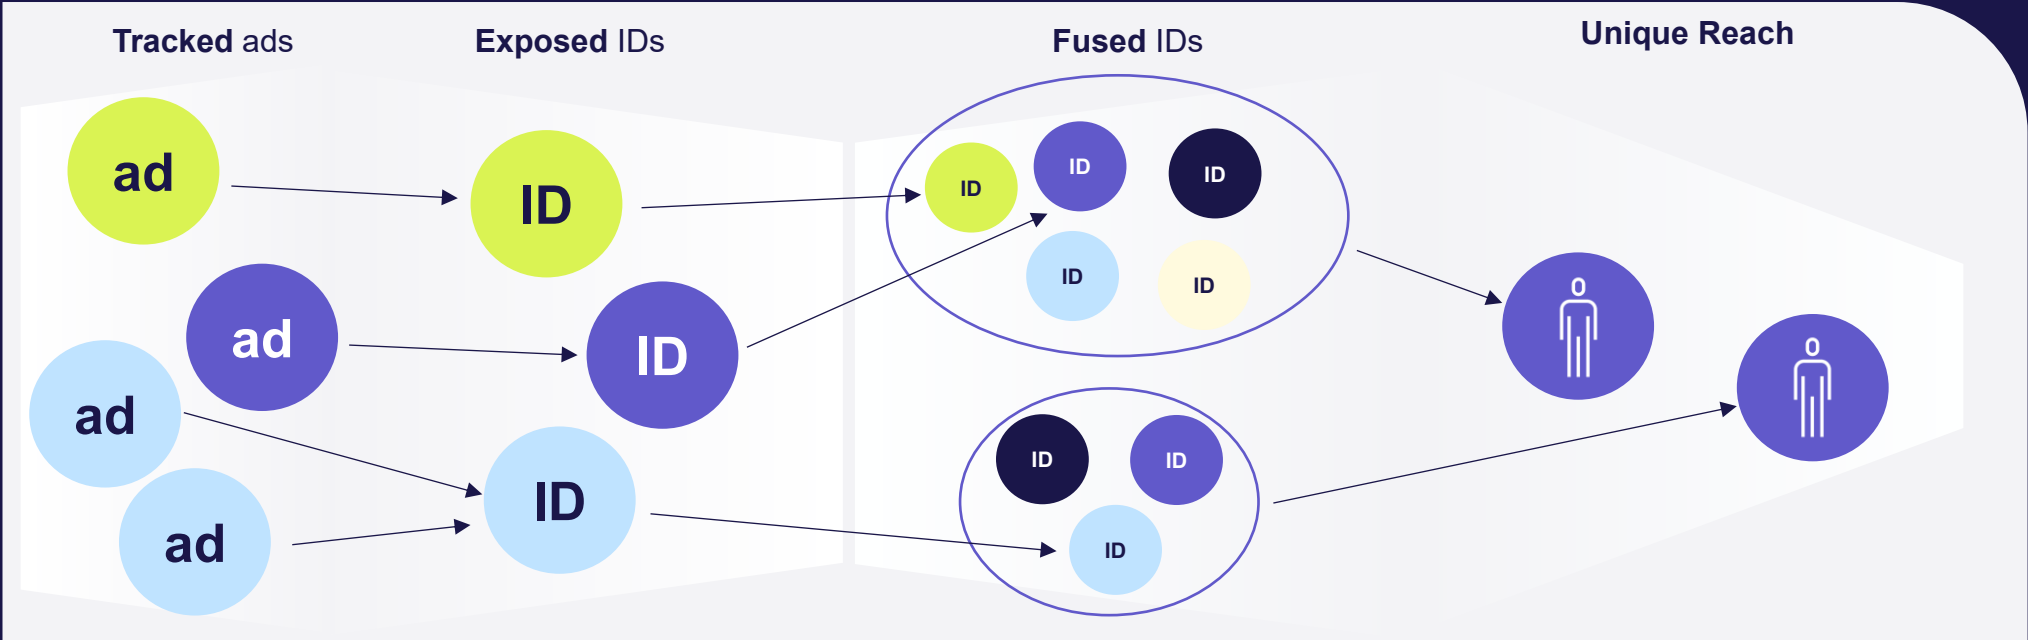 Tracked ads
Exposed IDs
Fused IDs
Unique Reach
ad
ad
ad
ad
ID
ID
ID
ID
ID
ID
ID
ID
ID
ID
ID